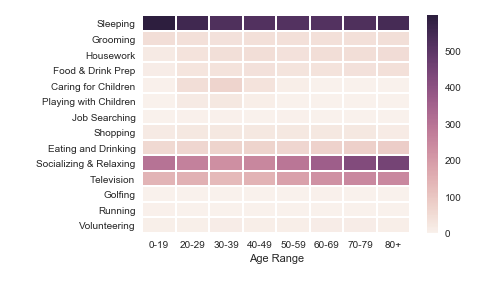 Sleeping
Grooming
Housework
Food & Drink Prep
Caring for Children
Playing with Children
Job Searching
Shopping
Eating and Drinking
Socializing & Relaxing
Television
Golfing
Running
Volunteering
0-19 20-29 30-39 40-49 50-59 60-69 70-79 80+
Age Range
500
400
300
200
100
0